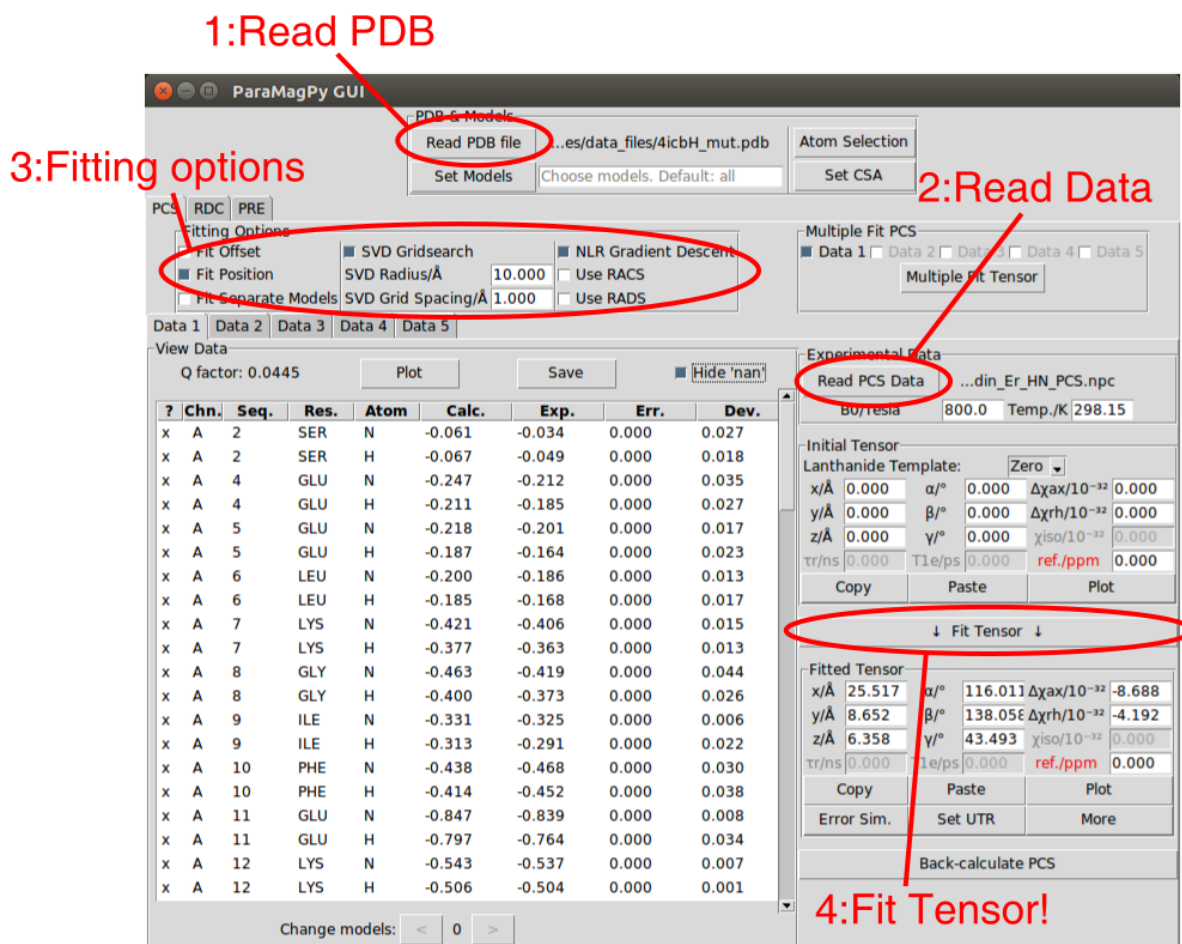 1:Read PDB
ParaMagPy GUI
PDB & Models
Read PDB file ...es/data_files/4icbH_mut.pdb Atom Selection
Set Models Choose models. Default: all Set CSA
3:Fitting options
2:Read Data
PCS RDC PRE
Fitting Options
Fit Offset SVD Gridsearch NLR Gradient Descent
Fit Position SVD Radius/Å 10.000 Use RACS
Fit Separate Models SVD Grid Spacing/Å 1.000 Use RADS
Multiple Fit PCS
Data 1 Data 2 Data 3 Data 4 Data 5
Multiple Fit Tensor
Data 1 Data 2 Data 3 Data 4 Data 5
View Data
Q factor: 0.0445 Plot Save Hide 'nan'
? Chn. Seq. Res. Atom Calc. Exp. Err. Dev.
x A 2 SER N -0.061 -0.034 0.000 0.027
x A 2 SER H -0.067 -0.049 0.000 0.018
x A 4 GLU N -0.247 -0.212 0.000 0.035
x A 4 GLU H -0.211 -0.185 0.000 0.027
x A 5 GLU N -0.218 -0.201 0.000 0.017
x A 5 GLU H -0.187 -0.164 0.000 0.023
x A 6 LEU N -0.200 -0.186 0.000 0.013
x A 6 LEU H -0.185 -0.168 0.000 0.017
x A 7 LYS N -0.421 -0.406 0.000 0.015
x A 7 LYS H -0.377 -0.363 0.000 0.013
x A 8 GLY N -0.463 -0.419 0.000 0.044
x A 8 GLY H -0.400 -0.373 0.000 0.026
x A 9 ILE N -0.331 -0.325 0.000 0.006
x A 9 ILE H -0.313 -0.291 0.000 0.022
x A 10 PHE N -0.438 -0.468 0.000 0.030
x A 10 PHE H -0.414 -0.452 0.000 0.038
x A 11 GLU N -0.847 -0.839 0.000 0.008
x A 11 GLU H -0.797 -0.764 0.000 0.034
x A 12 LYS N -0.543 -0.537 0.000 0.007
x A 12 LYS H -0.506 -0.504 0.000 0.001
Change models: < 0 >
Experimental Data
Read PCS Data ...din_Er_HN_PCS.npc
B0/Tesla 800.0 Temp./K 298.15
Initial Tensor
Lanthanide Template: Zero
x/Å 0.000 α/° 0.000 Δχax/10⁻³² 0.000
y/Å 0.000 β/° 0.000 Δχrh/10⁻³² 0.000
z/Å 0.000 γ/° 0.000 χiso/10⁻³² 0.000
τr/ns 0.000 T1e/ps 0.000 ref./ppm 0.000
Copy Paste Plot
↓ Fit Tensor ↓
Fitted Tensor
x/Å 25.517 α/° 116.011 Δχax/10⁻³² -8.688
y/Å 8.652 β/° 138.058 Δχrh/10⁻³² -4.192
z/Å 6.358 γ/° 43.493 χiso/10⁻³² 0.000
τr/ns 0.000 T1e/ps 0.000 ref./ppm 0.000
Copy Paste Plot
Error Sim. Set UTR More
Back-calculate PCS
4:Fit Tensor!